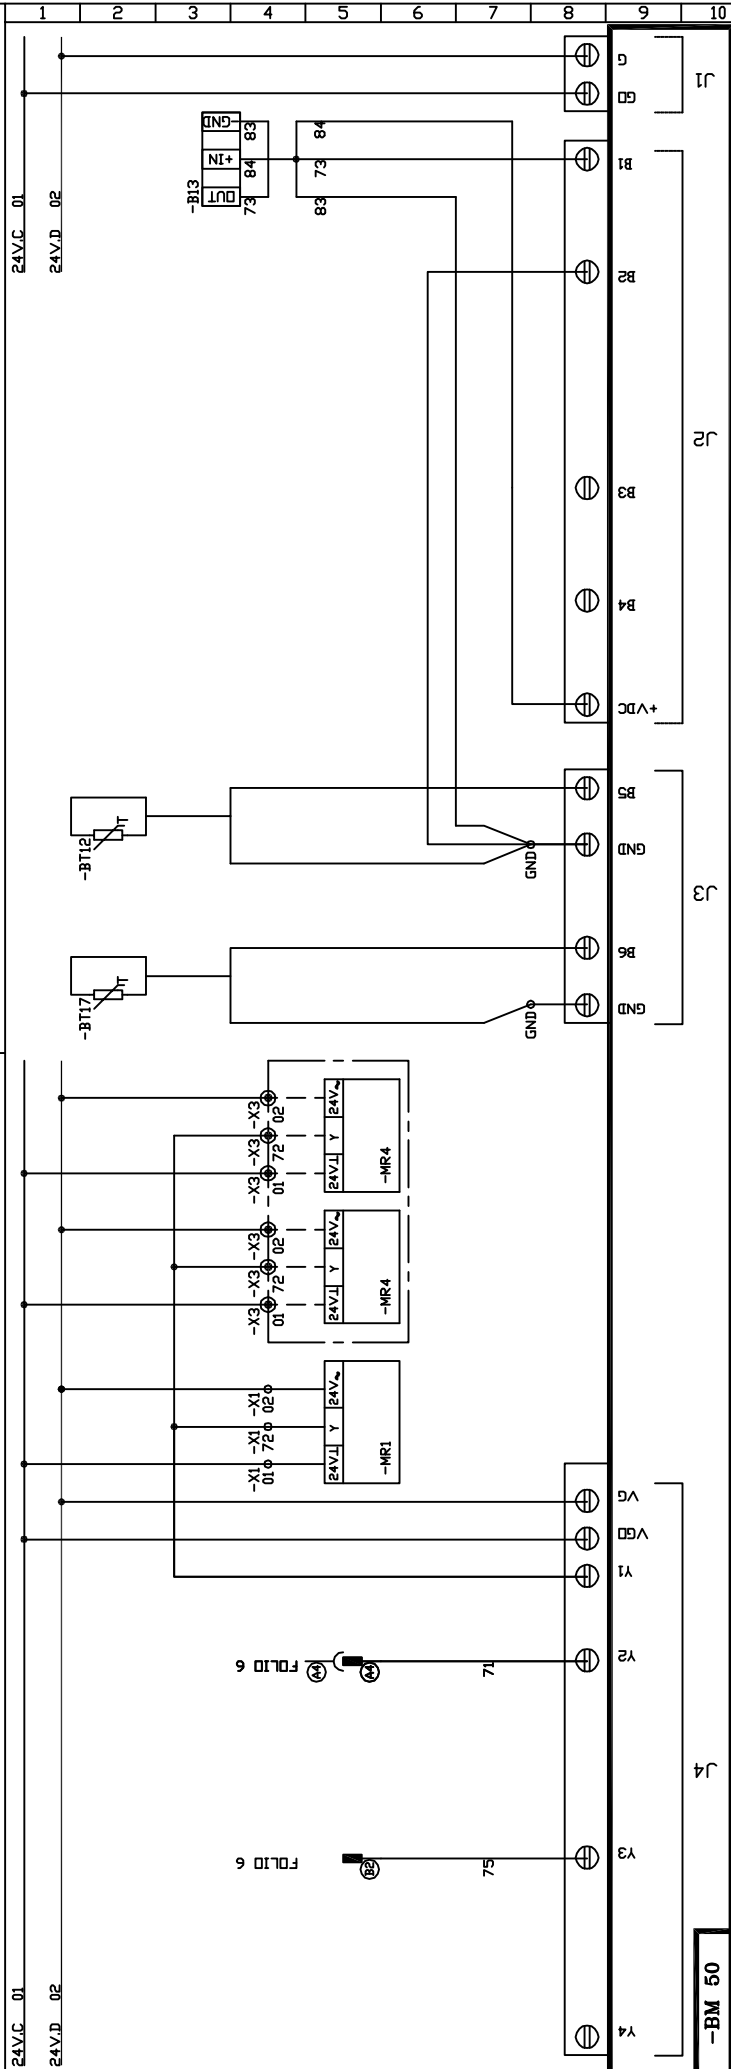 1 2 3 4 5 6 7 8 9 10
24V.C 01
24V.D 02
-B13
GND
+IN
OUT
83
84
73
84
73
83
G
G0
J1
B1
B2
B3
B4
+VDC
J2
-BT12
T
GND
B5
GND
J3
-BT17
T
GND
B6
GND
-X3 02
-X3 72
-X3 01
24V~
Y
24V⊥
-MR4
-X3 02
-X3 72
-X3 01
24V~
Y
24V⊥
-MR4
-X1 02
-X1 72
-X1 01
24V~
Y
24V⊥
-MR1
VG
VG0
Y1
FOLIO 6
A4
A4
71
Y2
J4
FOLIO 6
B2
75
Y3
Y4
24V.C 01
24V.D 02
-BM 50